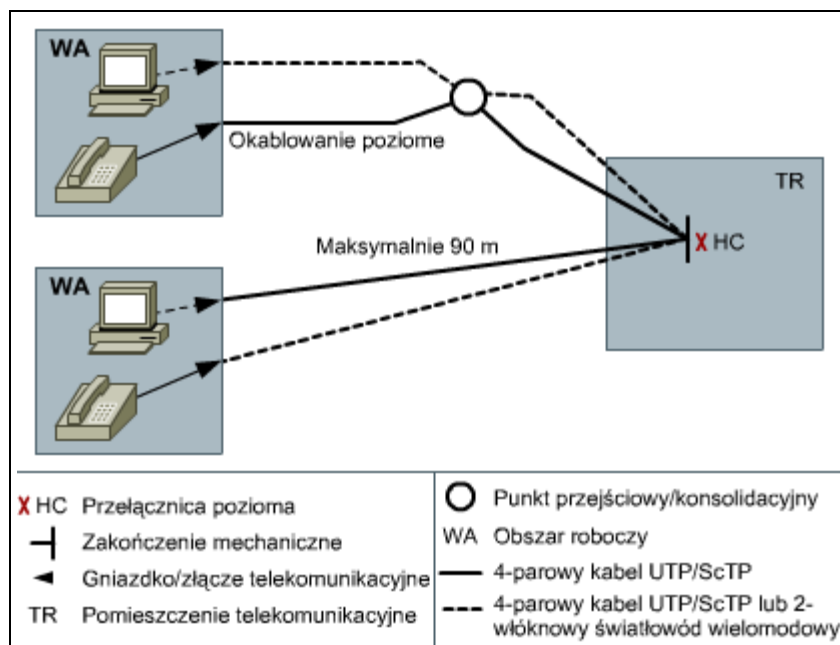 WA
Okablowanie poziome
TR
HC
Maksymalnie 90 m
WA
HC Przełącznica pozioma
Zakończenie mechaniczne
Gniazdko/złącze telekomunikacyjne
TR Pomieszczenie telekomunikacyjne
Punkt przejściowy/konsolidacyjny
WA Obszar roboczy
4-parowy kabel UTP/ScTP
4-parowy kabel UTP/ScTP lub 2-
włóknowy światłowód wielomodowy